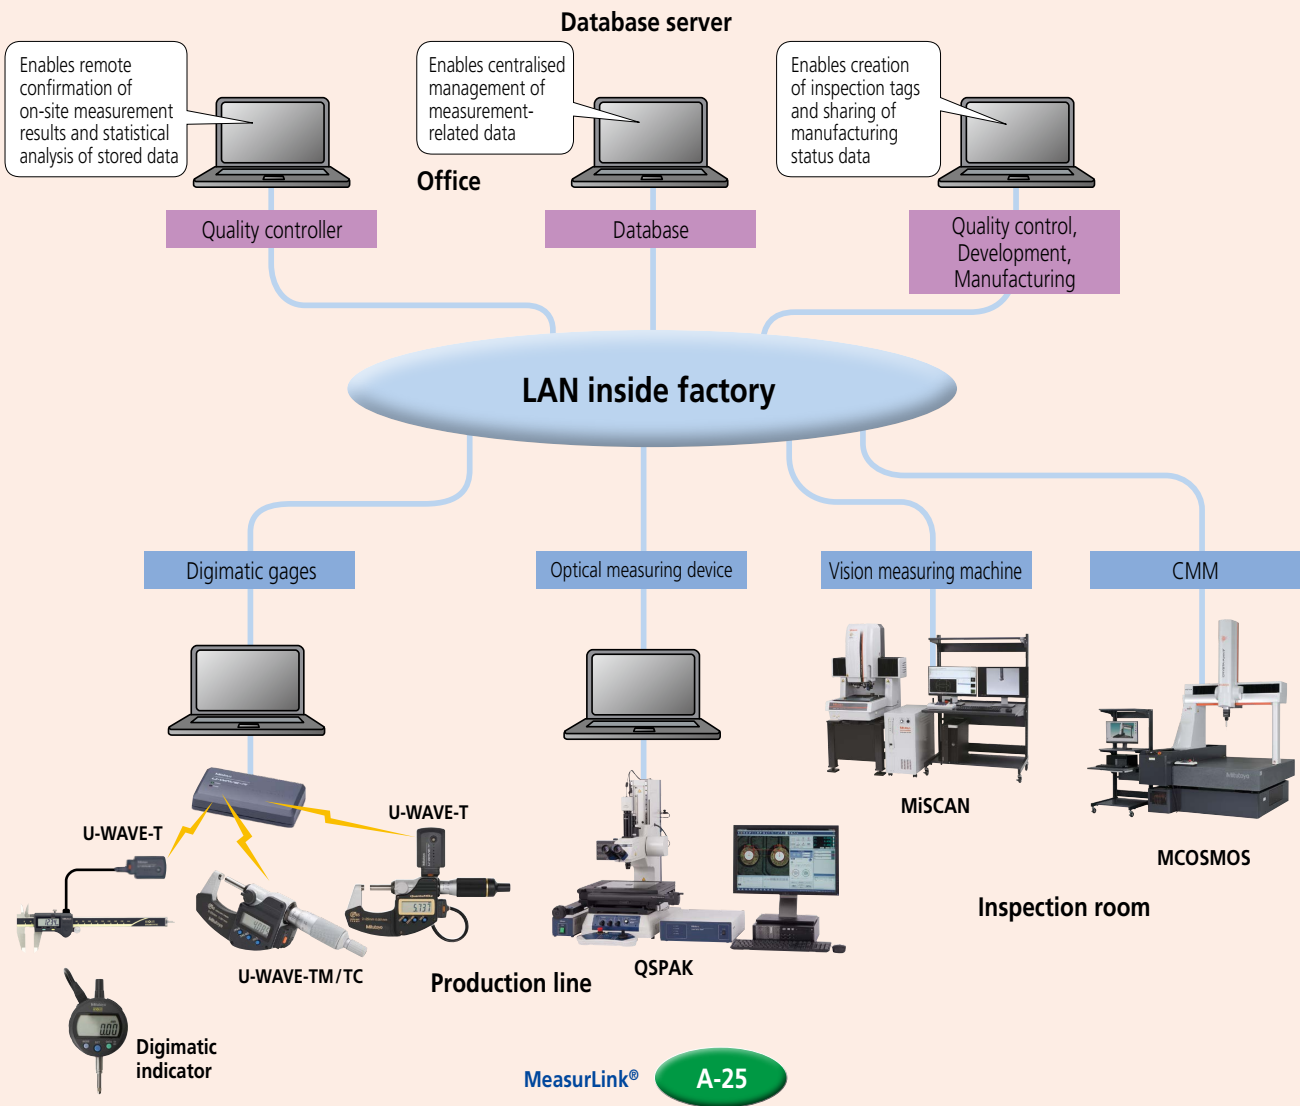 Database server
Enables remote
confirmation of
on-site measurement
results and statistical
analysis of stored data
Enables centralised
management of
measurement-
related data
Enables creation
of inspection tags
and sharing of
manufacturing
status data
Office
Quality controller
Database
Quality control,
Development,
Manufacturing
LAN inside factory
Digimatic gages
Optical measuring device
Vision measuring machine
CMM
U-WAVE-T
U-WAVE-T
MiSCAN
MCOSMOS
Mitutoyo
U-WAVE-TM/TC
Production line
QSPAK
Inspection room
0.00
Digimatic
indicator
MeasurLink®
A-25